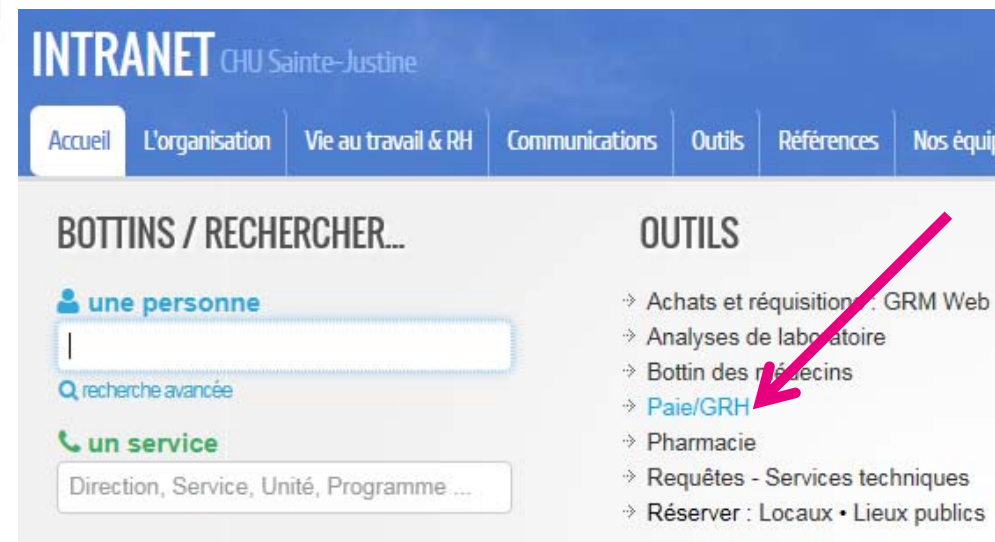 INTRANET CHU Sainte-Justine
Accueil L'organisation Vie au travail & RH Communications Outils Références Nos
BOTTINS / RECHERCHER...
une personne
recherche avancée
un service
Direction, Service, Unité, Programme ...
OUTILS
Achats et réquisitions : GRM Web
Analyses de laboratoire
Bottin des médecins
Paie/GRH
Pharmacie
Requêtes - Services techniques
Réserver : Locaux • Lieux publics